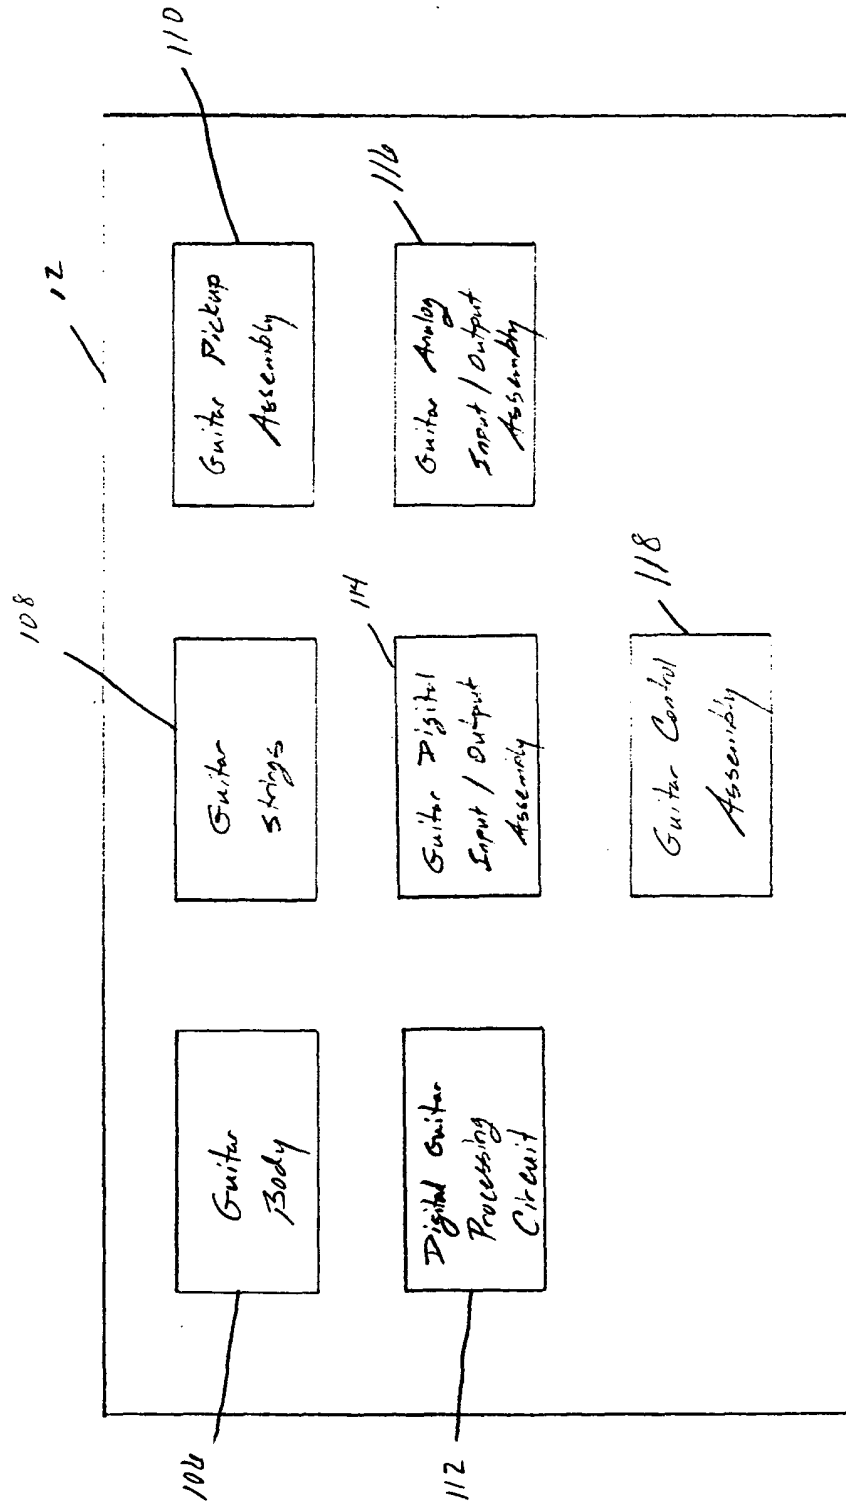 12
108
110
Guitar
Body
Guitar
Strings
Guitar Pickup
Assembly
106
114
116
Digital Guitar
Processing
Circuit
Guitar Digital
Input / Output
Assembly
Guitar Analog
Input / Output
Assembly
112
118
Guitar Control
Assembly